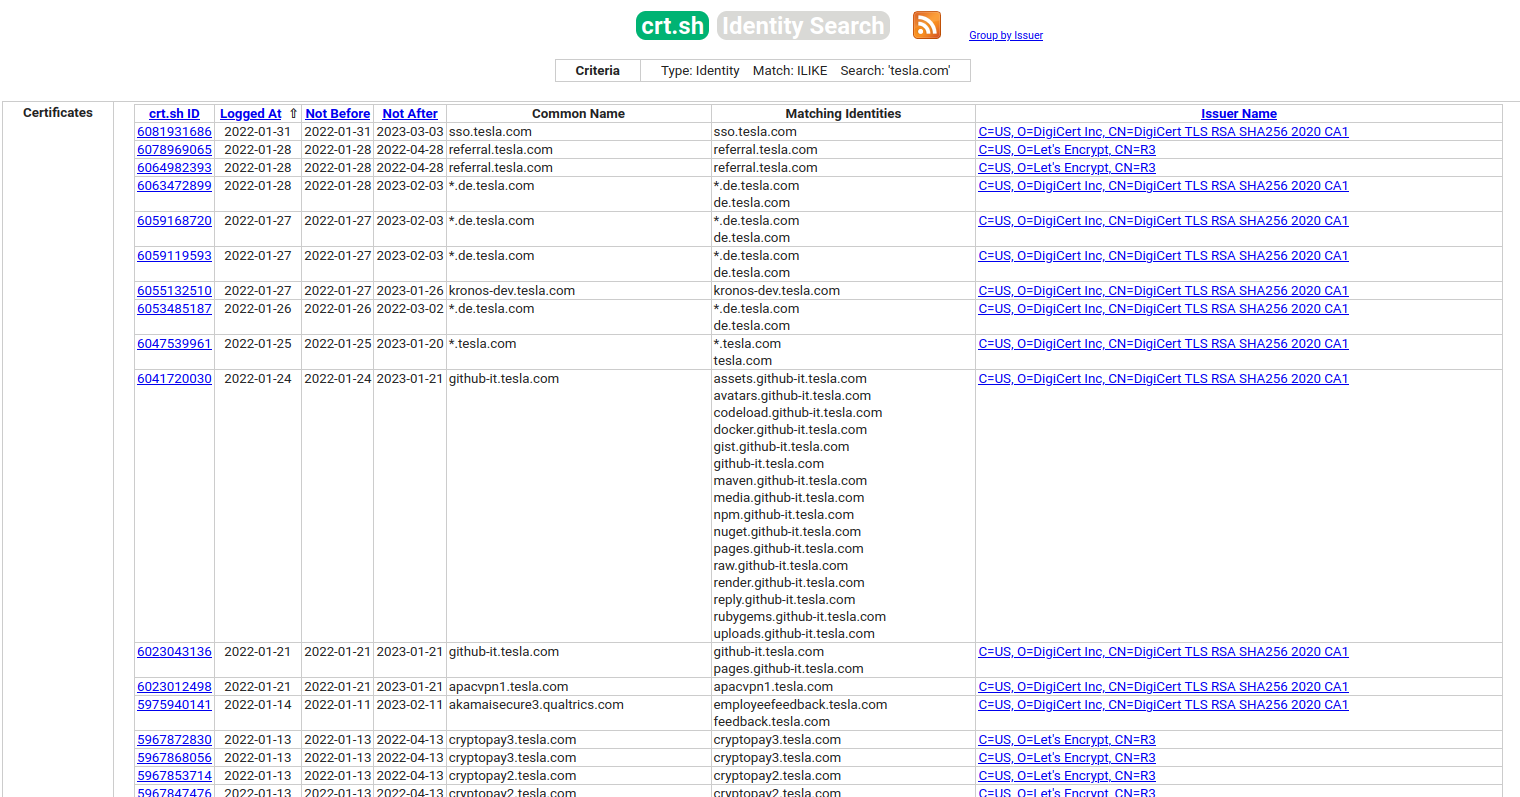 crt.sh Identity Search Group by Issuer
Criteria Type: Identity Match: ILIKE Search: 'tesla.com'
Certificates crt.sh ID Logged At ⇧ Not Before Not After Common Name Matching Identities Issuer Name
6081931686 2022-01-31 2022-01-31 2023-03-03 sso.tesla.com sso.tesla.com C=US, O=DigiCert Inc, CN=DigiCert TLS RSA SHA256 2020 CA1
6078969065 2022-01-28 2022-01-28 2022-04-28 referral.tesla.com referral.tesla.com C=US, O=Let's Encrypt, CN=R3
6064982393 2022-01-28 2022-01-28 2022-04-28 referral.tesla.com referral.tesla.com C=US, O=Let's Encrypt, CN=R3
6063472899 2022-01-28 2022-01-28 2023-02-03 *.de.tesla.com *.de.tesla.com C=US, O=DigiCert Inc, CN=DigiCert TLS RSA SHA256 2020 CA1
de.tesla.com
6059168720 2022-01-27 2022-01-27 2023-02-03 *.de.tesla.com *.de.tesla.com C=US, O=DigiCert Inc, CN=DigiCert TLS RSA SHA256 2020 CA1
de.tesla.com
6059119593 2022-01-27 2022-01-27 2023-02-03 *.de.tesla.com *.de.tesla.com C=US, O=DigiCert Inc, CN=DigiCert TLS RSA SHA256 2020 CA1
de.tesla.com
6055132510 2022-01-27 2022-01-27 2023-01-26 kronos-dev.tesla.com kronos-dev.tesla.com C=US, O=DigiCert Inc, CN=DigiCert TLS RSA SHA256 2020 CA1
6053485187 2022-01-26 2022-01-26 2022-03-02 *.de.tesla.com *.de.tesla.com C=US, O=DigiCert Inc, CN=DigiCert TLS RSA SHA256 2020 CA1
de.tesla.com
6047539961 2022-01-25 2022-01-25 2023-01-20 *.tesla.com *.tesla.com C=US, O=DigiCert Inc, CN=DigiCert TLS RSA SHA256 2020 CA1
tesla.com
6041720030 2022-01-24 2022-01-24 2023-01-21 github-it.tesla.com assets.github-it.tesla.com C=US, O=DigiCert Inc, CN=DigiCert TLS RSA SHA256 2020 CA1
avatars.github-it.tesla.com
codeload.github-it.tesla.com
docker.github-it.tesla.com
gist.github-it.tesla.com
github-it.tesla.com
maven.github-it.tesla.com
media.github-it.tesla.com
npm.github-it.tesla.com
nuget.github-it.tesla.com
pages.github-it.tesla.com
raw.github-it.tesla.com
render.github-it.tesla.com
reply.github-it.tesla.com
rubygems.github-it.tesla.com
uploads.github-it.tesla.com
6023043136 2022-01-21 2022-01-21 2023-01-21 github-it.tesla.com github-it.tesla.com C=US, O=DigiCert Inc, CN=DigiCert TLS RSA SHA256 2020 CA1
pages.github-it.tesla.com
6023012498 2022-01-21 2022-01-21 2023-01-21 apacvpn1.tesla.com apacvpn1.tesla.com C=US, O=DigiCert Inc, CN=DigiCert TLS RSA SHA256 2020 CA1
5975940141 2022-01-14 2022-01-11 2023-02-11 akamaisecure3.qualtrics.com employeefeedback.tesla.com C=US, O=DigiCert Inc, CN=DigiCert TLS RSA SHA256 2020 CA1
feedback.tesla.com
5967872830 2022-01-13 2022-01-13 2022-04-13 cryptopay3.tesla.com cryptopay3.tesla.com C=US, O=Let's Encrypt, CN=R3
5967868056 2022-01-13 2022-01-13 2022-04-13 cryptopay3.tesla.com cryptopay3.tesla.com C=US, O=Let's Encrypt, CN=R3
5967853714 2022-01-13 2022-01-13 2022-04-13 cryptopay2.tesla.com cryptopay2.tesla.com C=US, O=Let's Encrypt, CN=R3
5967847476 2022-01-13 2022-01-13 2022-04-13 cryptopay2.tesla.com cryptopay2.tesla.com C=US, O=Let's Encrypt, CN=R3